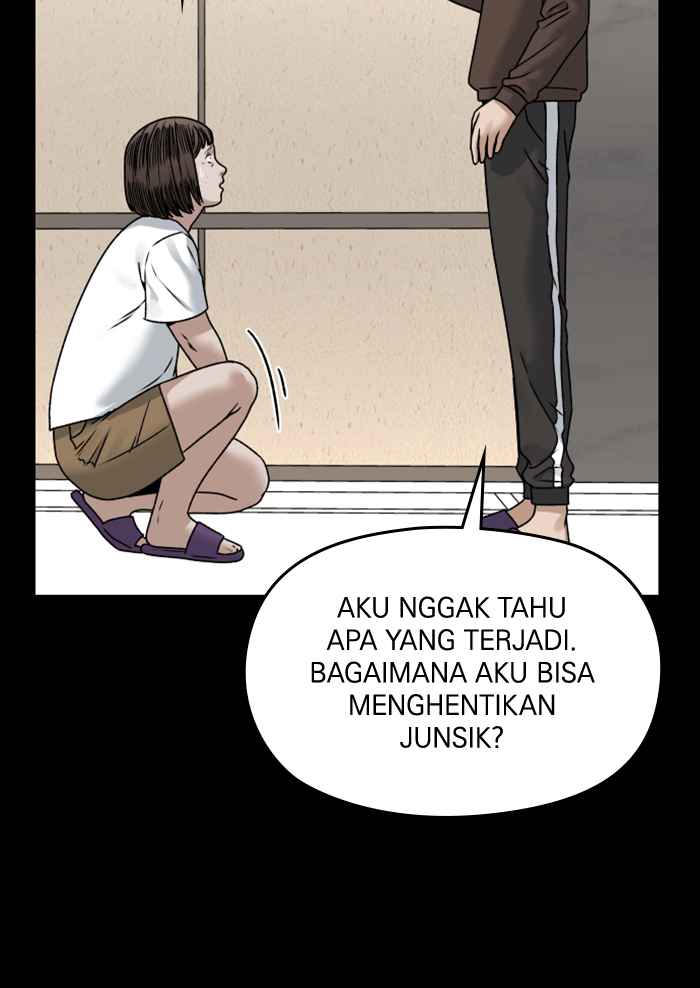 AKU NGGAK TAHU
APA YANG TERJADI.
BAGAIMANA AKU BISA
MENGHENTIKAN
JUNSIK?